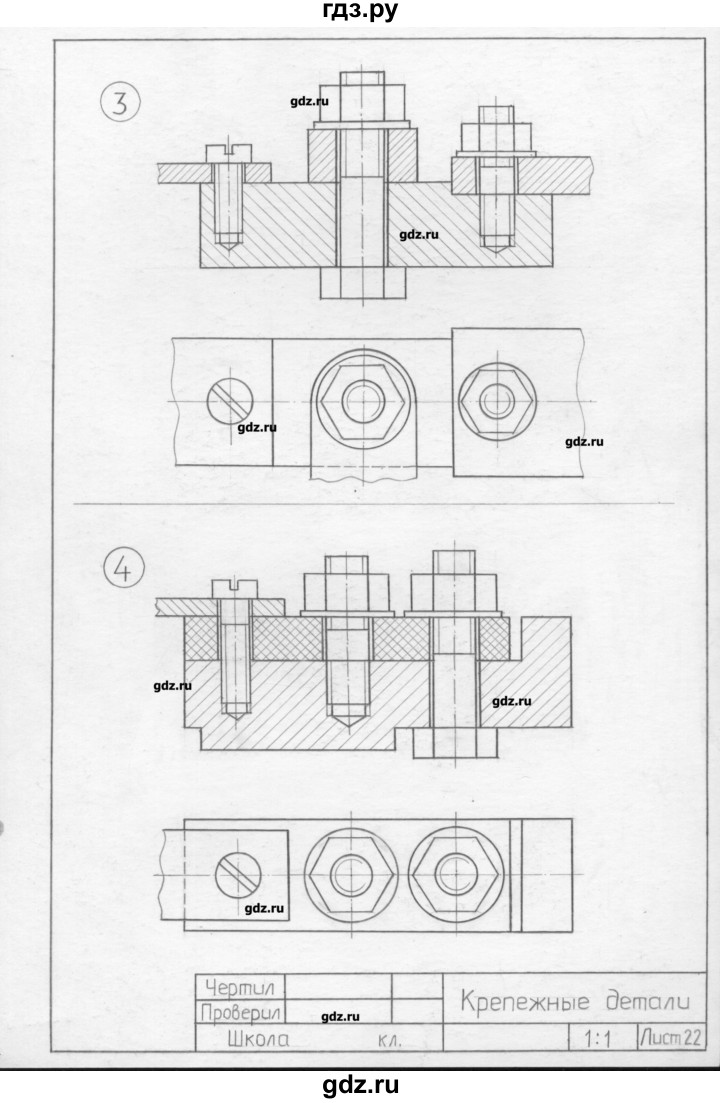 гдз.ру
3
gdz.ru
gdz.ru
gdz.ru
gdz.ru
4
gdz.ru
gdz.ru
gdz.ru
Чертил
Проверил
gdz.ru
Крепежные детали
Школа кл. 1:1 Лист 22
gdz.ru